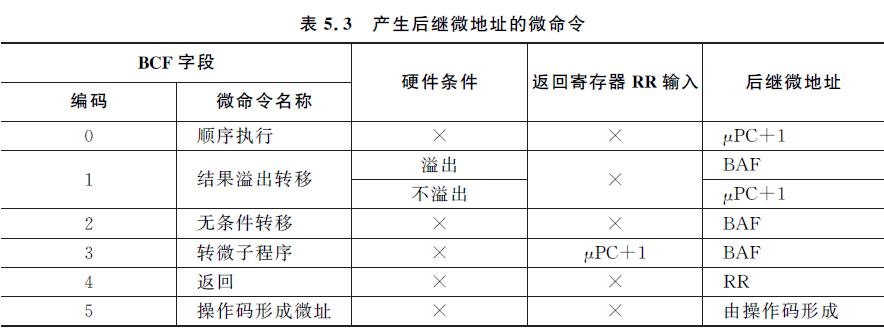 表 5.3 产生后继微地址的微命令
BCF 字段 硬件条件 返回寄存器 RR 输入 后继微地址
编码 微命令名称
0 顺序执行 × × μPC+1
1 结果溢出转移 溢出 × BAF
不溢出 μPC+1
2 无条件转移 × × BAF
3 转微子程序 × μPC+1 BAF
4 返回 × × RR
5 操作码形成微址 × × 由操作码形成